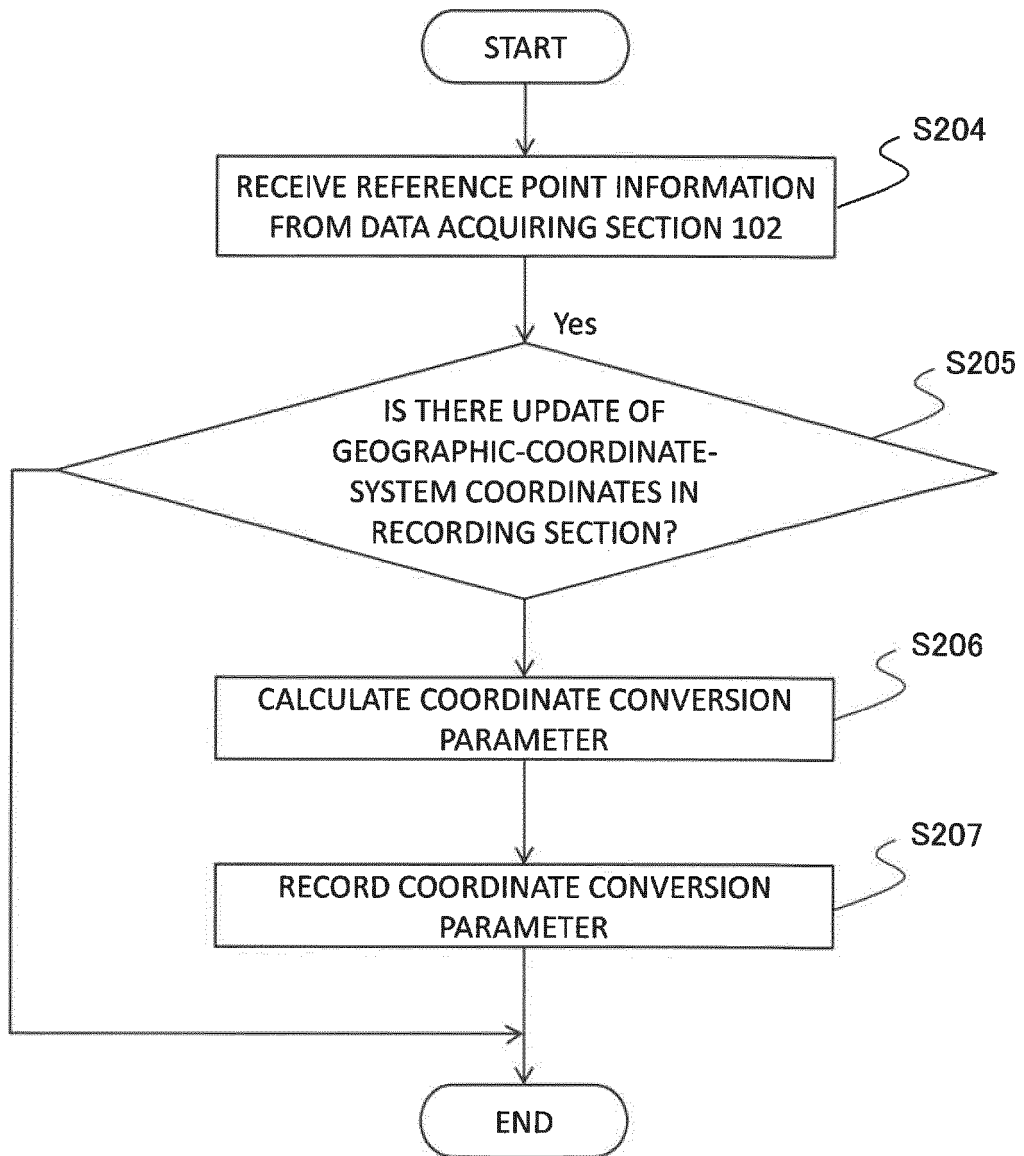 START
S204
RECEIVE REFERENCE POINT INFORMATION
FROM DATA ACQUIRING SECTION 102
Yes
S205
IS THERE UPDATE OF
GEOGRAPHIC-COORDINATE-
SYSTEM COORDINATES IN
RECORDING SECTION?
S206
CALCULATE COORDINATE CONVERSION
PARAMETER
S207
RECORD COORDINATE CONVERSION
PARAMETER
END